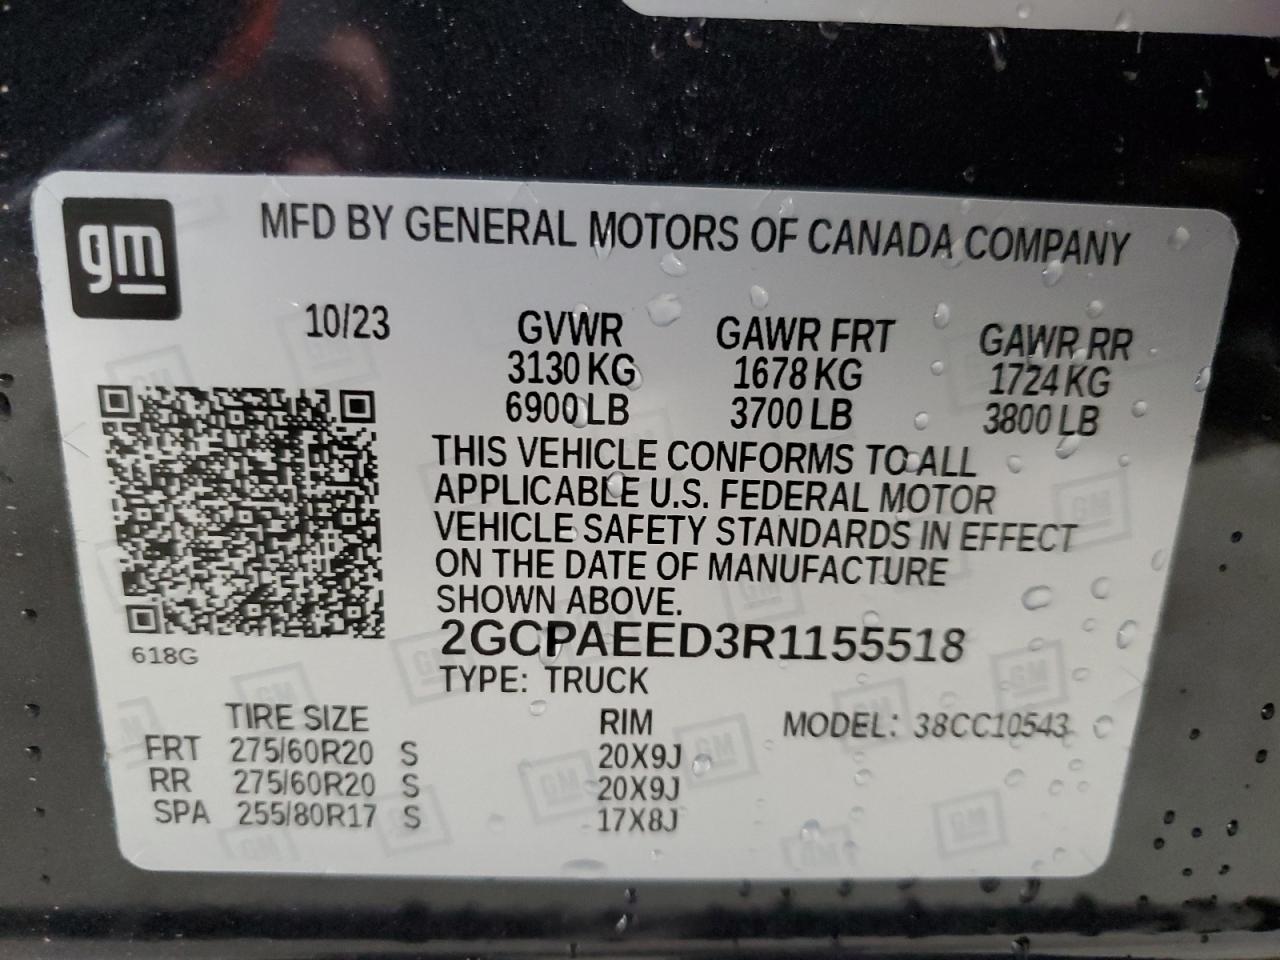 gm
MFD BY GENERAL MOTORS OF CANADA COMPANY
10/23
GVWR GAWR FRT GAWR RR
3130 KG 1678 KG 1724 KG
6900 LB 3700 LB 3800 LB
THIS VEHICLE CONFORMS TO ALL
APPLICABLE U.S. FEDERAL MOTOR
VEHICLE SAFETY STANDARDS IN EFFECT
ON THE DATE OF MANUFACTURE
SHOWN ABOVE.
2GCPAEED3R1155518
618G
TYPE: TRUCK
TIRE SIZE RIM MODEL: 38CC10543
FRT 275/60R20 S 20X9J
RR 275/60R20 S 20X9J
SPA 255/80R17 S 17X8J